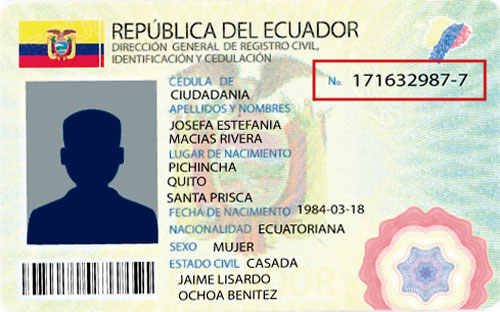 REPÚBLICA DEL ECUADOR
DIRECCIÓN GENERAL DE REGISTRO CIVIL,
IDENTIFICACIÓN Y CEDULACIÓN
CÉDULA DE
CIUDADANIA
No. 171632987-7
APELLIDOS Y NOMBRES
JOSEFA ESTEFANIA
MACIAS RIVERA
LUGAR DE NACIMIENTO
PICHINCHA
QUITO
SANTA PRISCA
FECHA DE NACIMIENTO 1984-03-18
NACIONALIDAD ECUATORIANA
SEXO MUJER
ESTADO CIVIL CASADA
JAIME LISARDO
OCHOA BENITEZ